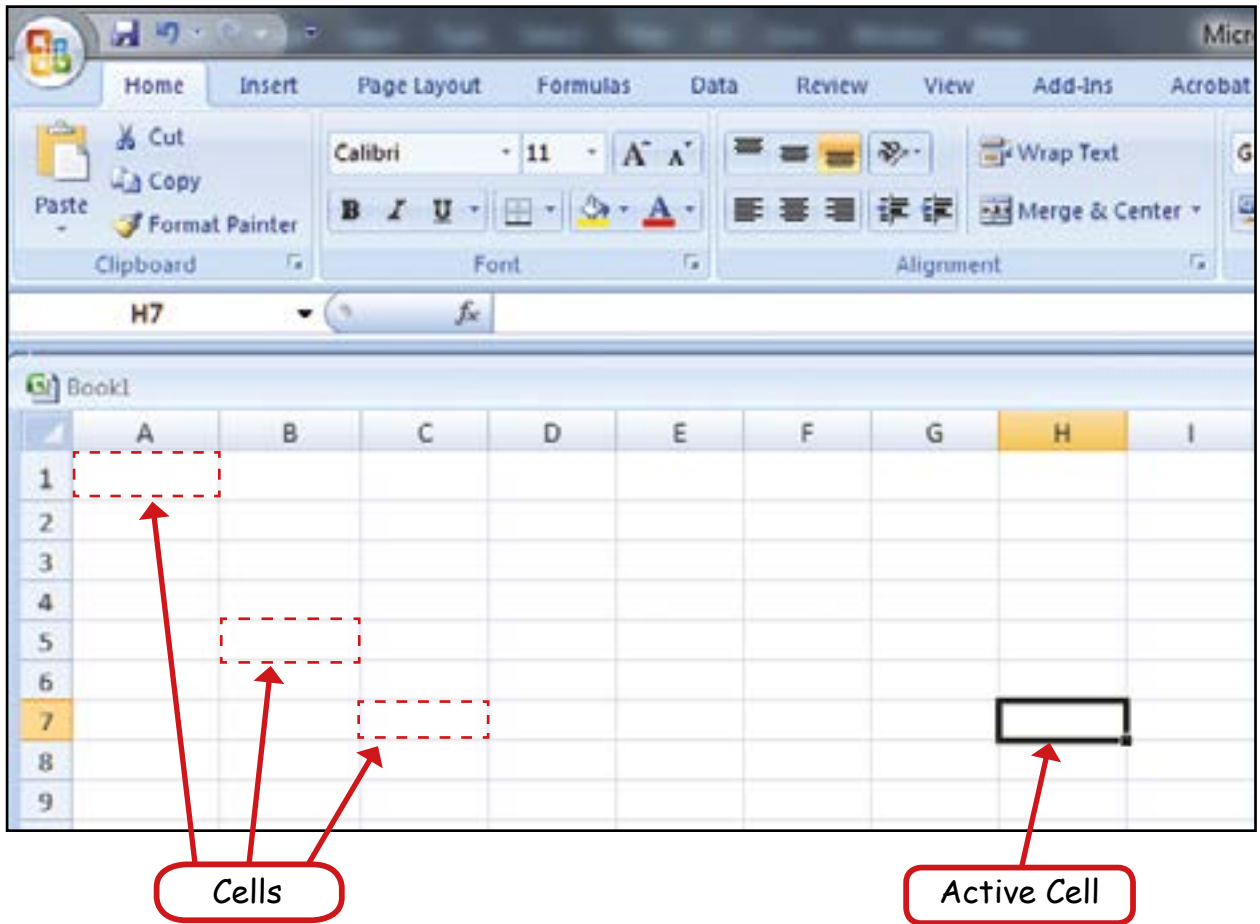 Micr
Home Insert Page Layout Formulas Data Review View Add-Ins Acrobat
Cut
Copy
Paste
Format Painter
Clipboard
Calibri 11 A A
B I U A
Font
Wrap Text
Merge & Center
Alignment
G
H7 fx
Book1
A B C D E F G H I
1
2
3
4
5
6
7
8
9
Cells Active Cell